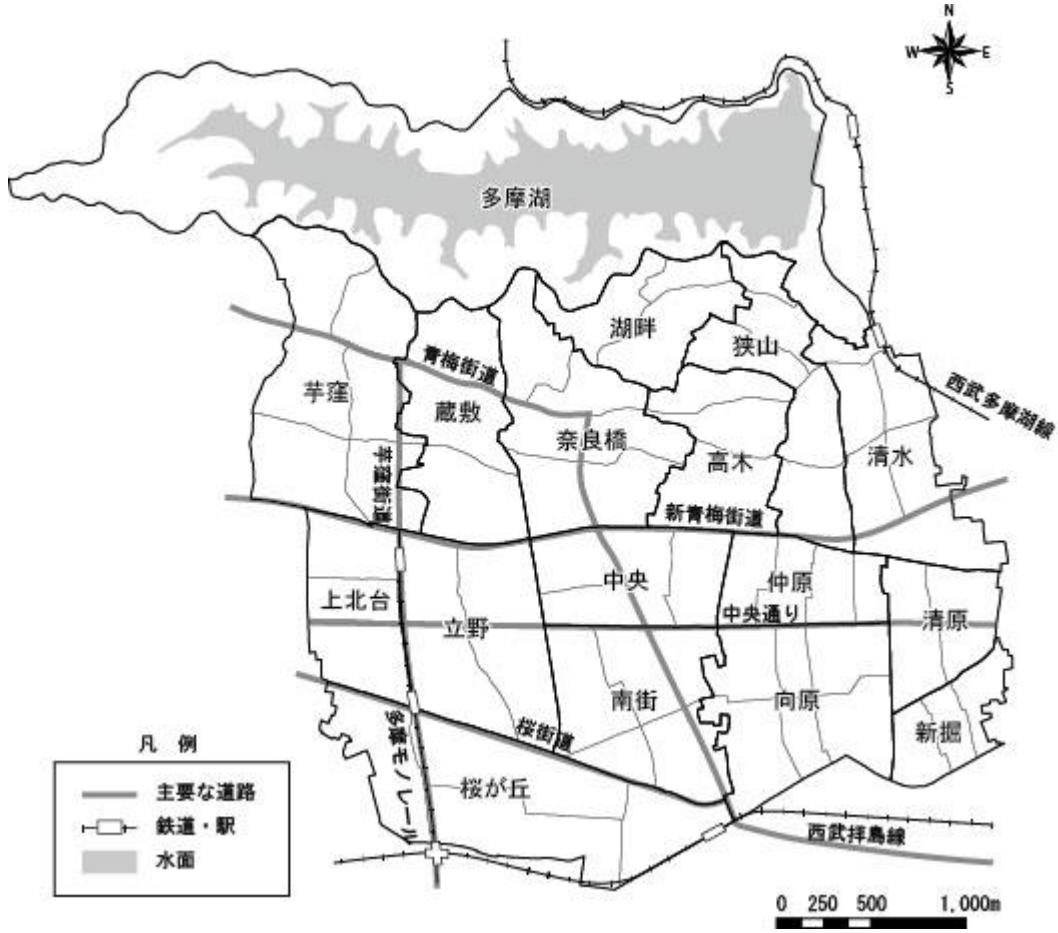 N
W E
S
多摩湖
湖畔
狭山
西武多摩湖線
青梅街道
芋窪
蔵敷
奈良橋
高木
清水
芋窪街道
新青梅街道
中央
仲原
上北台
立野
中央通り
清原
南街
向原
桜街道
新掘
多摩モノレール
桜が丘
西武拝島線
凡 例
主要な道路
鉄道・駅
水面
0 250 500 1,000m